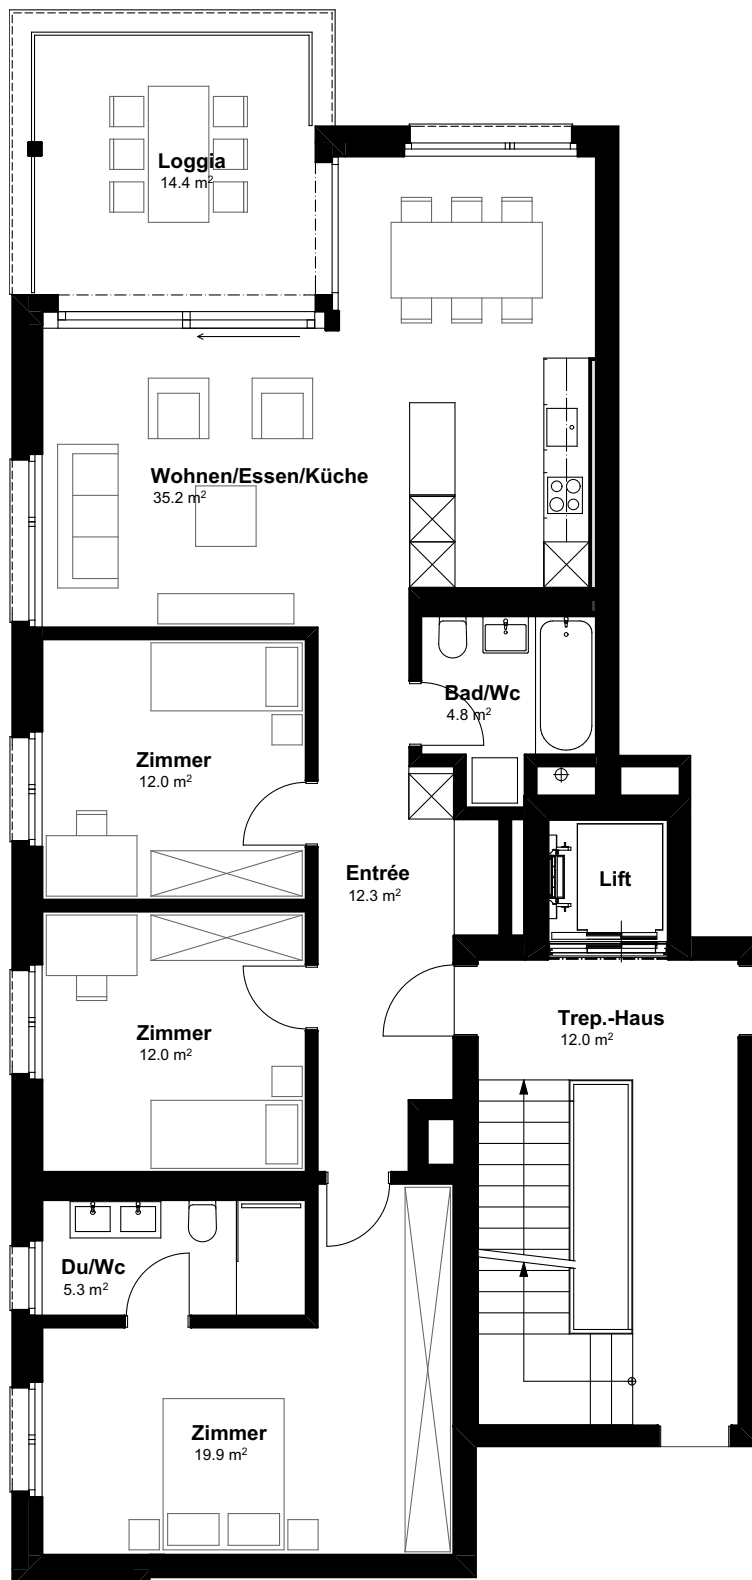 Loggia
14.4 m²
Wohnen/Essen/Küche
35.2 m²
Bad/Wc
4.8 m²
Zimmer
12.0 m²
Entrée
12.3 m²
Lift
Zimmer
12.0 m²
Trep.-Haus
12.0 m²
Du/Wc
5.3 m²
Zimmer
19.9 m²